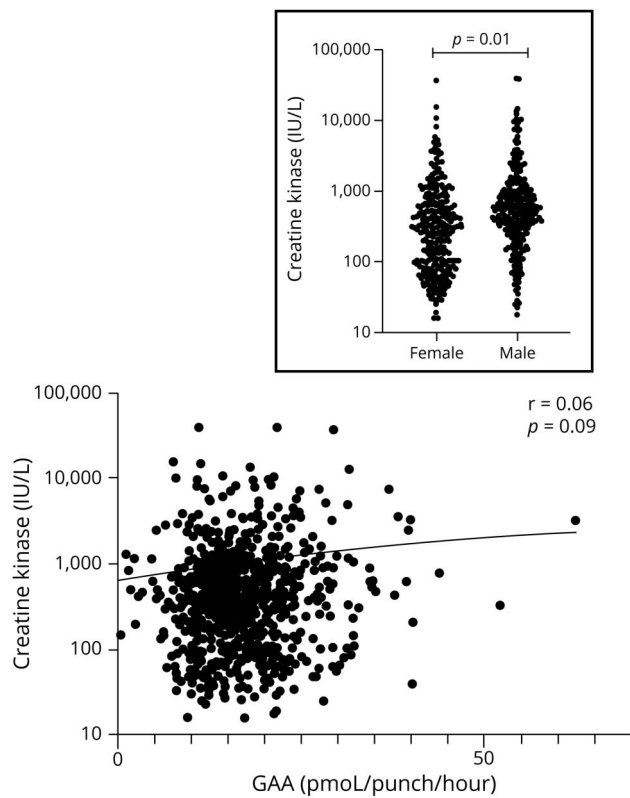 p = 0.01
100,000
10,000
1,000
100
10
Creatine kinase (IU/L)
Female Male
r = 0.06
p = 0.09
100,000
10,000
1,000
100
10
Creatine kinase (IU/L)
0 50
GAA (pmoL/punch/hour)